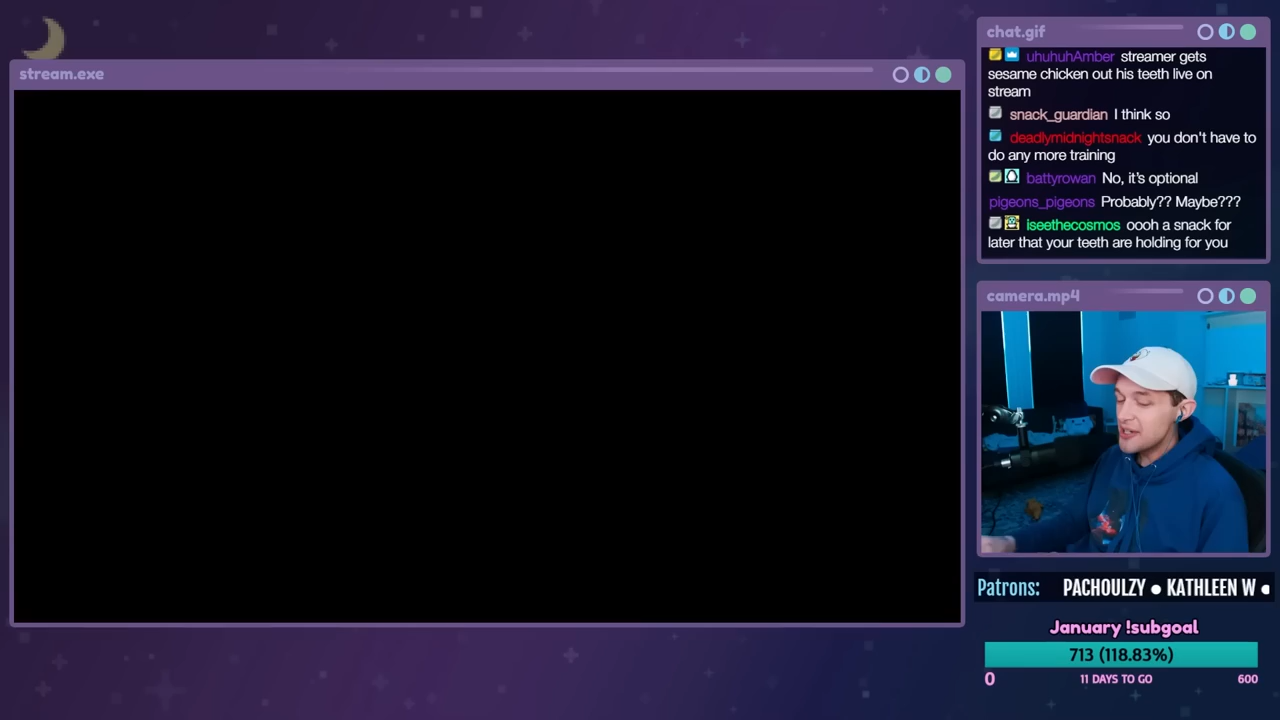 stream.exe
chat.gif
uhuhuhAmber streamer gets
sesame chicken out his teeth live on
stream
snack_guardian I think so
deadlymidnightsnack you don't have to
do any more training
battyrowan No, it's optional
pigeons_pigeons Probably?? Maybe???
iseethecosmos oooh a snack for
later that your teeth are holding for you
camera.mp4
Patrons: PACHOULZY ● KATHLEEN W ●
January !subgoal
713 (118.83%)
0 11 DAYS TO GO 600